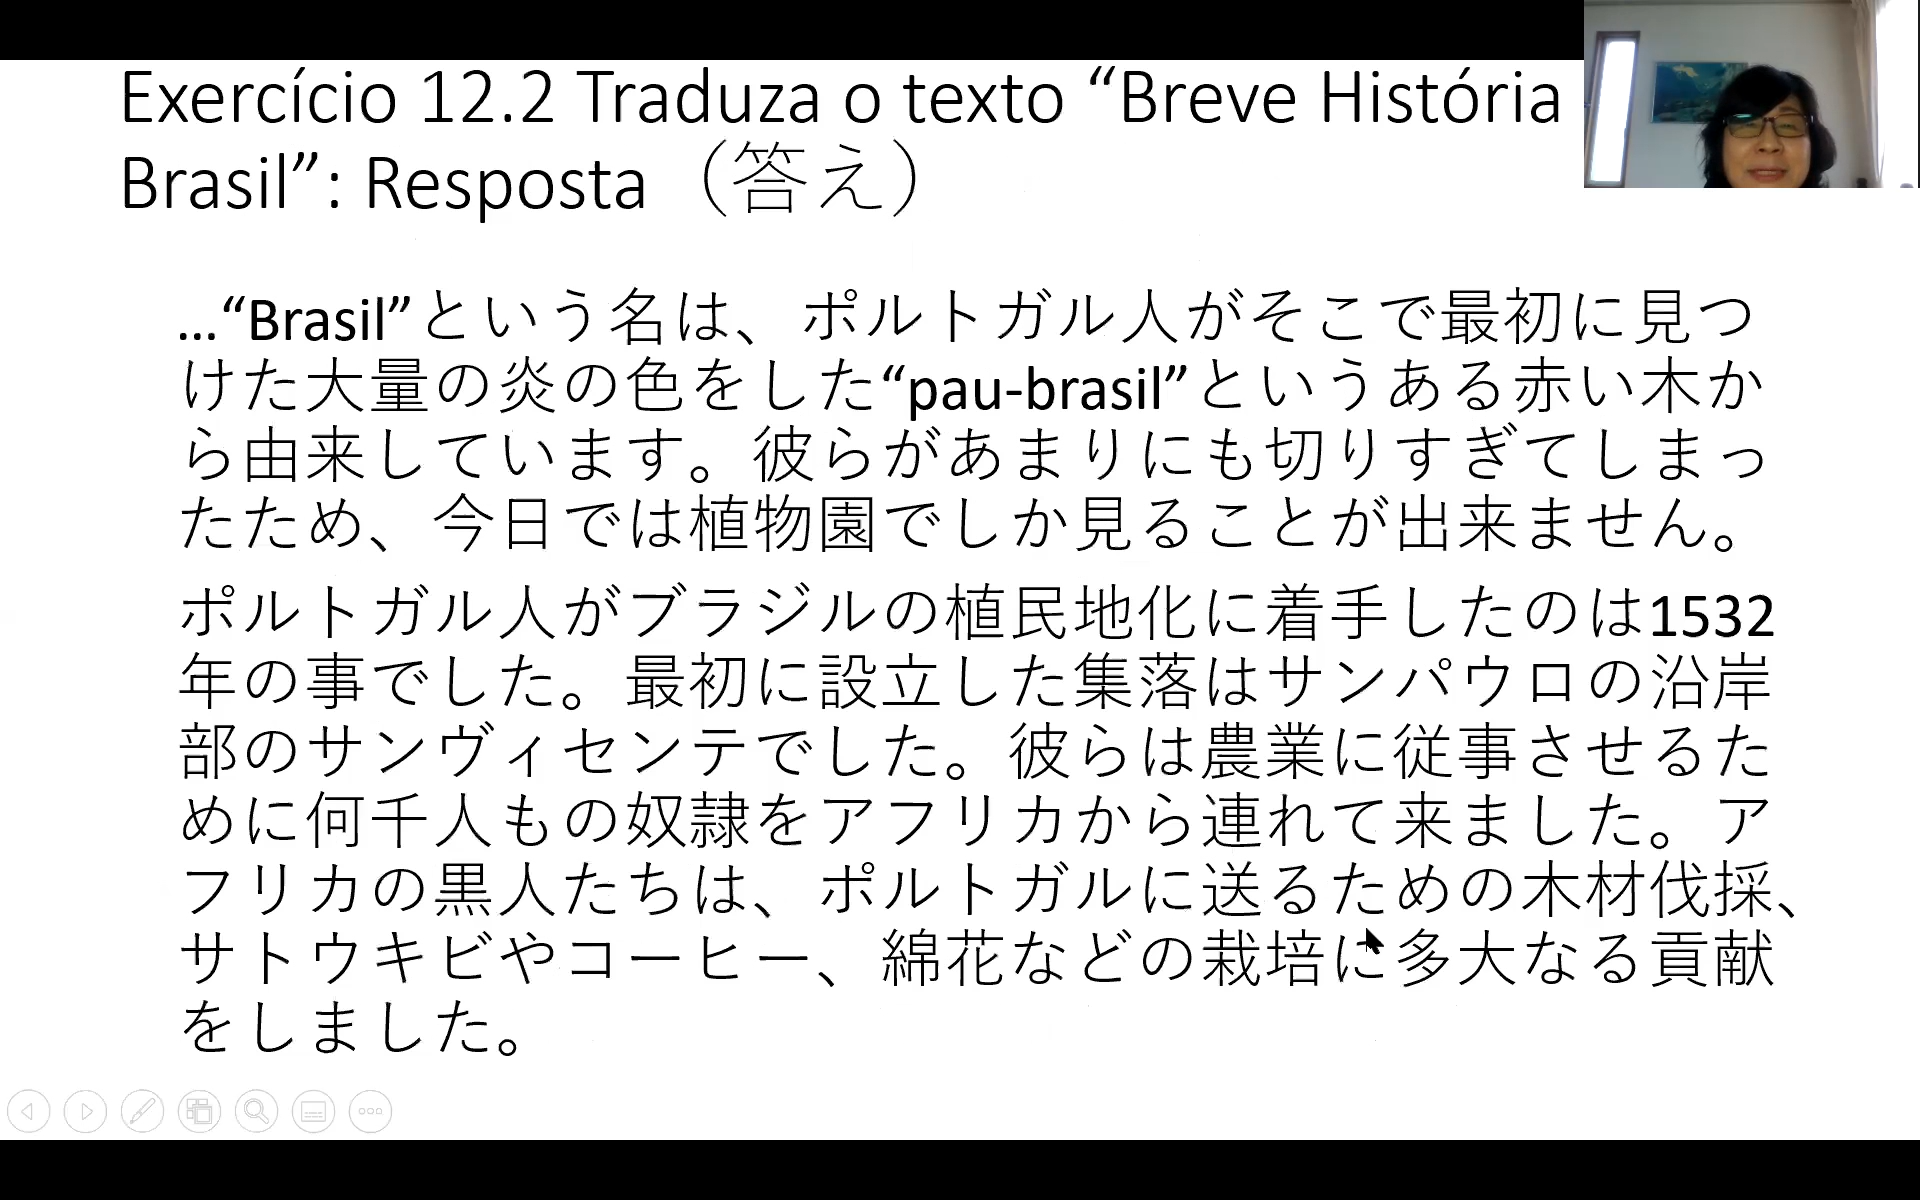 Exercício 12.2 Traduza o texto “Breve História
Brasil”: Resposta（答え）
…“Brasil”という名は、ポルトガル人がそこで最初に見つ
けた大量の炎の色をした“pau-brasil”というある赤い木か
ら由来しています。彼らがあまりにも切りすぎてしまっ
たため、今日では植物園でしか見ることが出来ません。
ポルトガル人がブラジルの植民地化に着手したのは1532
年の事でした。最初に設立した集落はサンパウロの沿岸
部のサンヴィセンテでした。彼らは農業に従事させるた
めに何千人もの奴隷をアフリカから連れて来ました。ア
フリカの黒人たちは、ポルトガルに送るための木材伐採、
サトウキビやコーヒー、綿花などの栽培に多大なる貢献
をしました。